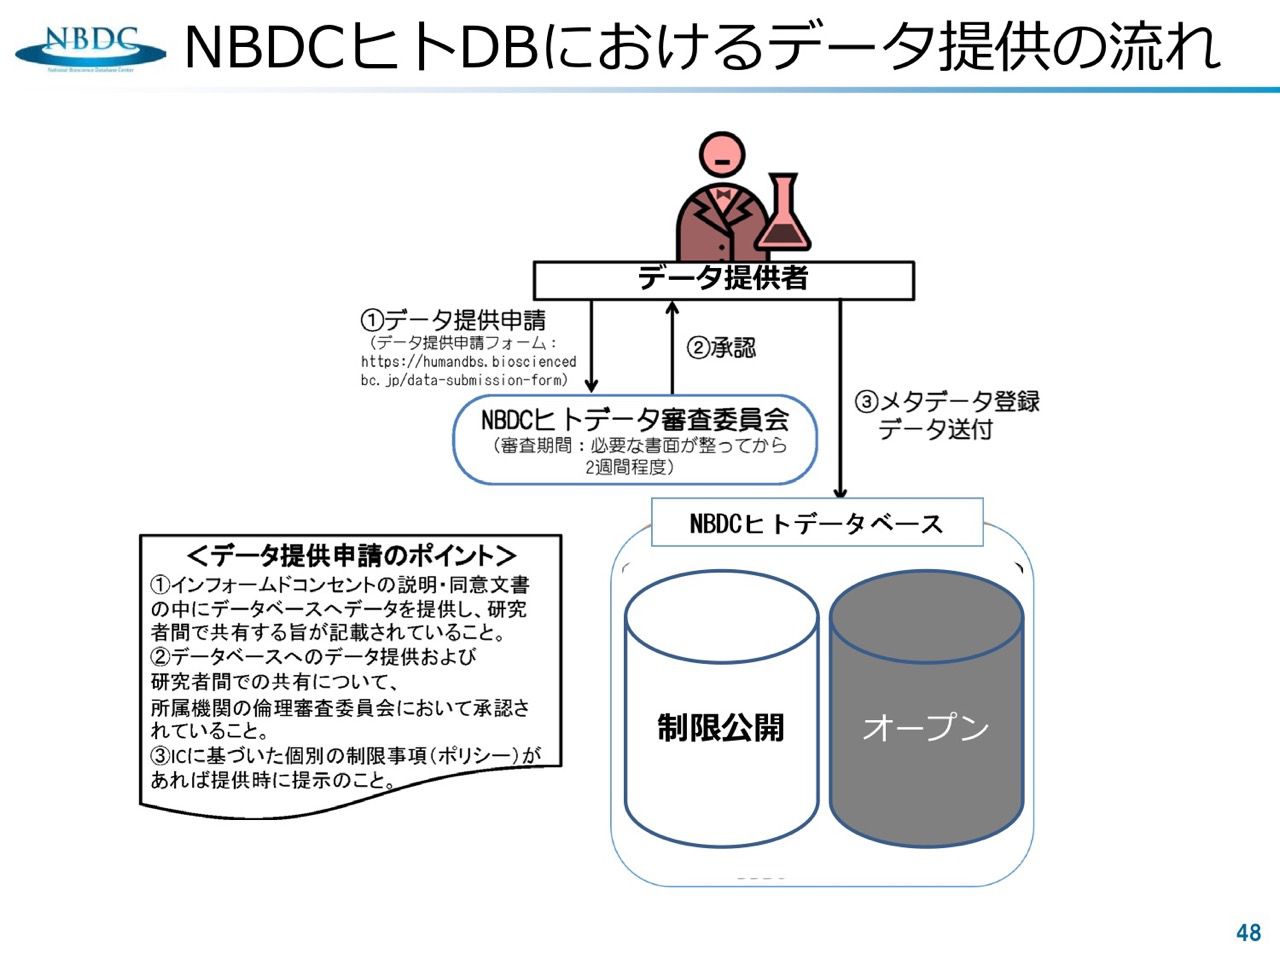 NBDC
National Bioscience Database Center
NBDCヒトDBにおけるデータ提供の流れ
データ提供者
①データ提供申請
（データ提供申請フォーム：
https://humandbs.bioscienced
bc.jp/data-submission-form）
②承認
③メタデータ登録
データ送付
NBDCヒトデータ審査委員会
（審査期間：必要な書面が整ってから
2週間程度）
NBDCヒトデータベース
制限公開
オープン
＜データ提供申請のポイント＞
①インフォームドコンセントの説明・同意文書
の中にデータベースへデータを提供し、研究
者間で共有する旨が記載されていること。
②データベースへのデータ提供および
研究者間での共有について、
所属機関の倫理審査委員会において承認さ
れていること。
③ICに基づいた個別の制限事項（ポリシー）が
あれば提供時に提示のこと。
48